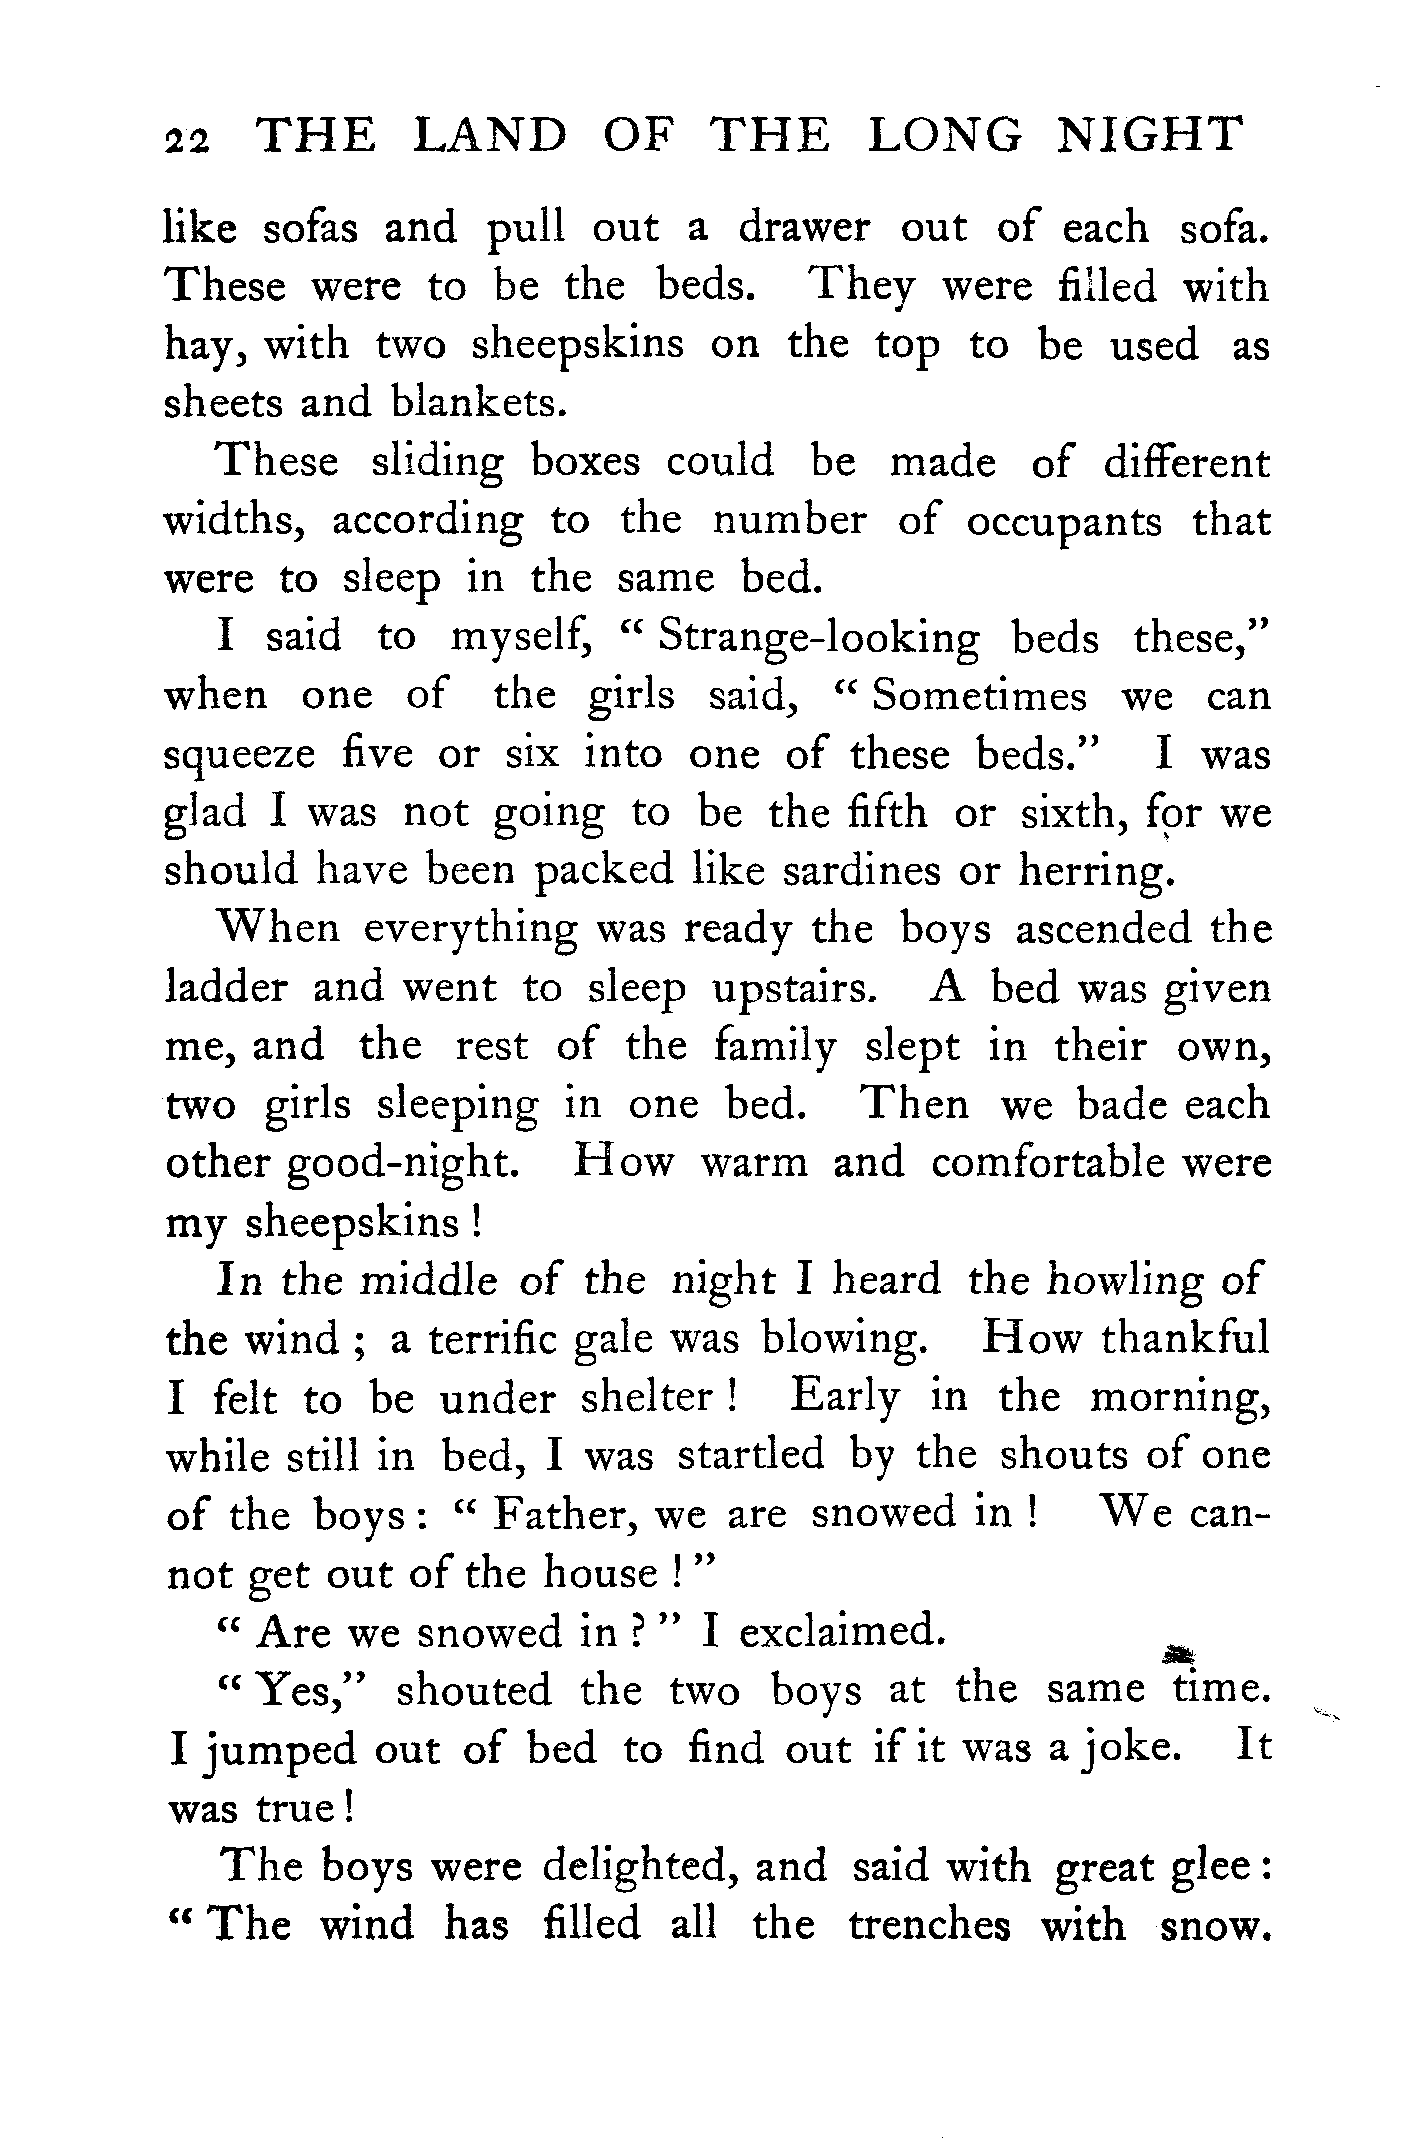 22 THE LAND OF THE LONG NIGHT
like sofas and pull out a drawer out of each sofa.
These were to be the beds. They were filled with
hay, with two sheepskins on the top to be used as
sheets and blankets.
These sliding boxes could be made of different
widths, according to the number of occupants that
were to sleep in the same bed.
I said to myself, “ Strange-looking beds these,”
when one of the girls said, “ Sometimes we can
squeeze five or six into one of these beds.” I was
glad I was not going to be the fifth or sixth, for we
should have been packed like sardines or herring.
When everything was ready the boys ascended the
ladder and went to sleep upstairs. A bed was given
me, and the rest of the family slept in their own,
two girls sleeping in one bed. Then we bade each
other good-night. How warm and comfortable were
my sheepskins !
In the middle of the night I heard the howling of
the wind ; a terrific gale was blowing. How thankful
I felt to be under shelter ! Early in the morning,
while still in bed, I was startled by the shouts of one
of the boys : “ Father, we are snowed in ! We can-
not get out of the house ! ”
“ Are we snowed in ? ” I exclaimed.
“ Yes,” shouted the two boys at the same time.
I jumped out of bed to find out if it was a joke. It
was true !
The boys were delighted, and said with great glee :
“ The wind has filled all the trenches with snow.